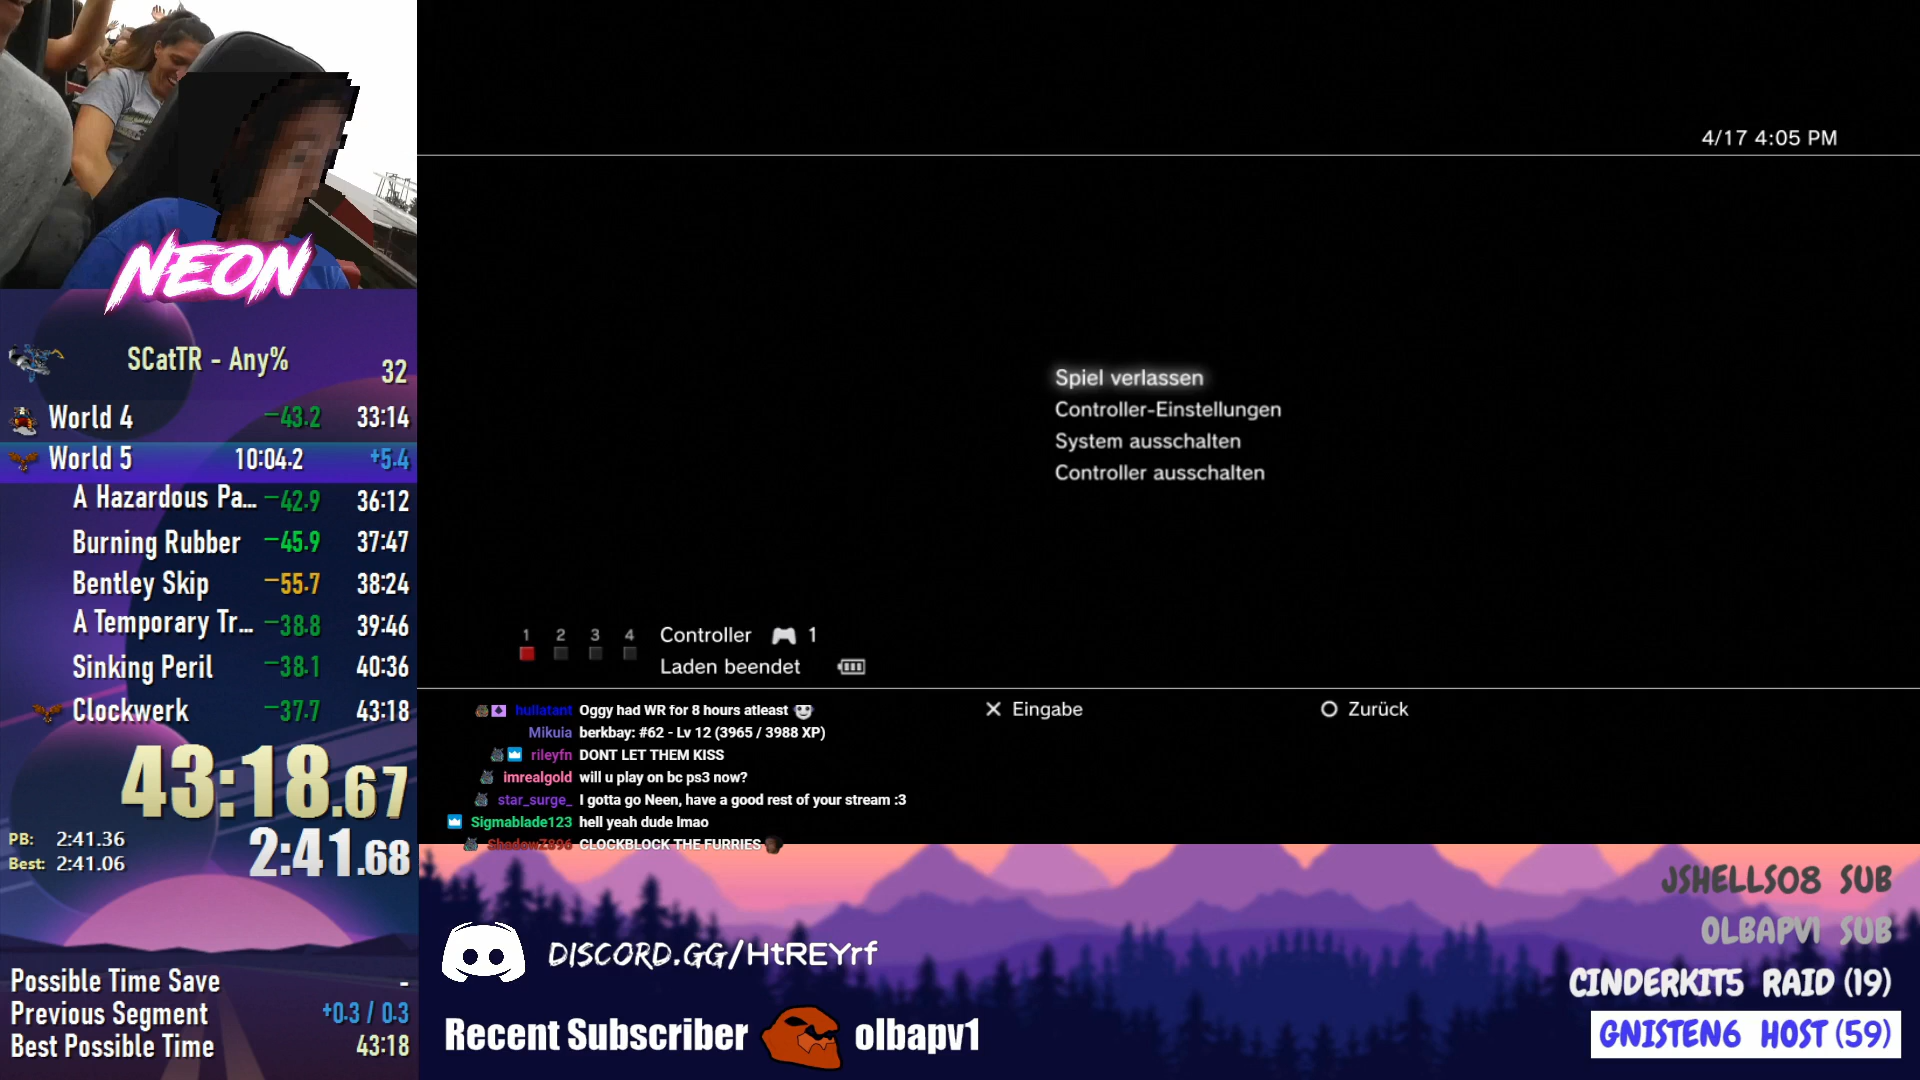 NEON
SCatTR - Any%
32
World 4 -43.2 33:14
World 5 10:04.2 +5.4
A Hazardous Pa... -42.9 36:12
Burning Rubber -45.9 37:47
Bentley Skip -55.7 38:24
A Temporary Tr... -38.8 39:46
Sinking Peril -38.1 40:36
Clockwerk -37.7 43:18
43:18.67
PB: 2:41.36
Best: 2:41.06
2:41.68
Possible Time Save -
Previous Segment +0.3 / 0.3
Best Possible Time 43:18
4/17 4:05 PM
Spiel verlassen
Controller-Einstellungen
System ausschalten
Controller ausschalten
1 2 3 4 Controller 1
Laden beendet
Eingabe Zurück
hullatant Oggy had WR for 8 hours atleast
Mikuia berkbay: #62 - Lv 12 (3965 / 3988 XP)
rileyfn DONT LET THEM KISS
imrealgold will u play on bc ps3 now?
star_surge_ I gotta go Neen, have a good rest of your stream :3
Sigmablade123 hell yeah dude lmao
ShadowZ896 CLOCKBLOCK THE FURRIES
DISCORD.GG/HtREYrf
Recent Subscriber olbapv1
JSHELLS08 SUB
OLBAPV1 SUB
CINDERKIT5 RAID (19)
GNISTEN6 HOST (59)